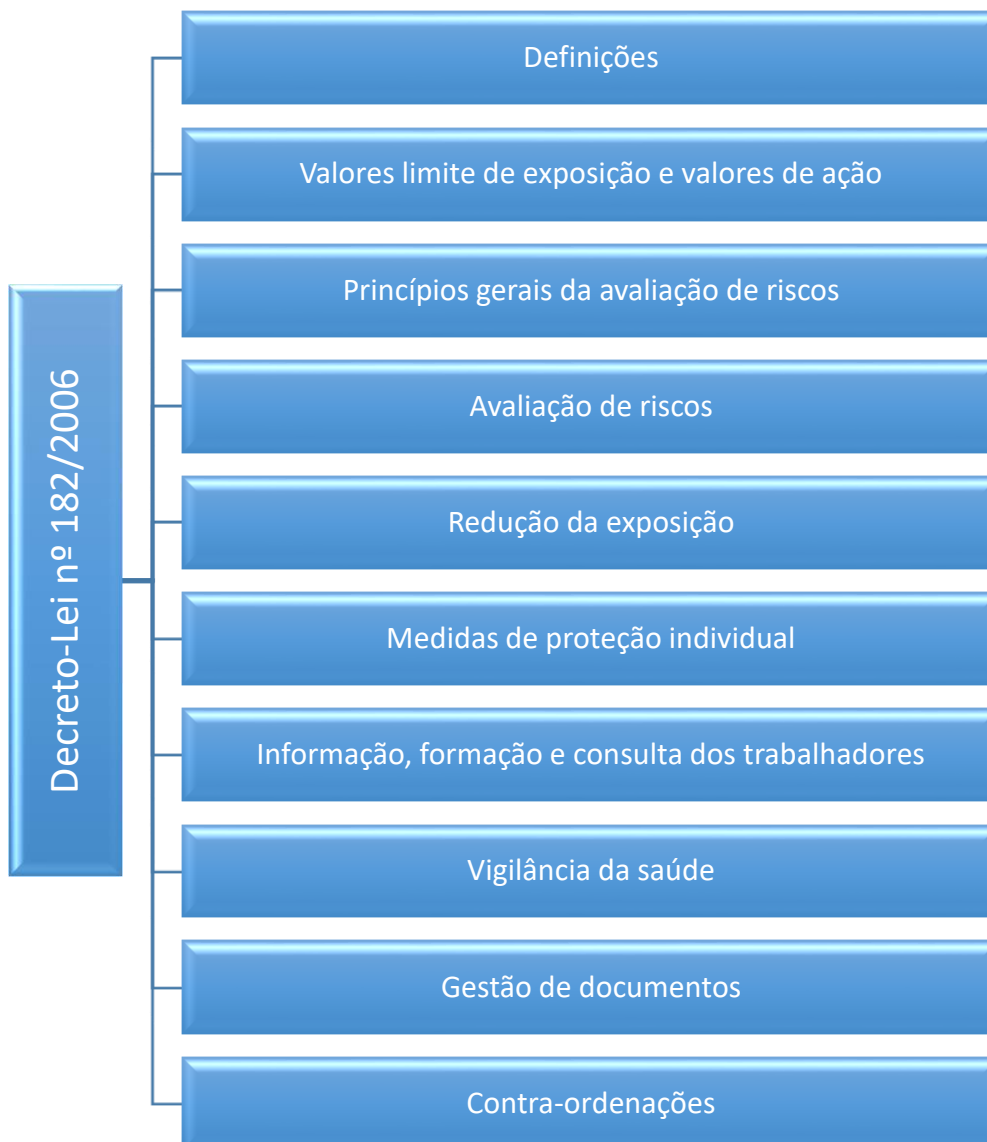 Decreto-Lei nº 182/2006
Definições
Valores limite de exposição e valores de ação
Princípios gerais da avaliação de riscos
Avaliação de riscos
Redução da exposição
Medidas de proteção individual
Informação, formação e consulta dos trabalhadores
Vigilância da saúde
Gestão de documentos
Contra-ordenações